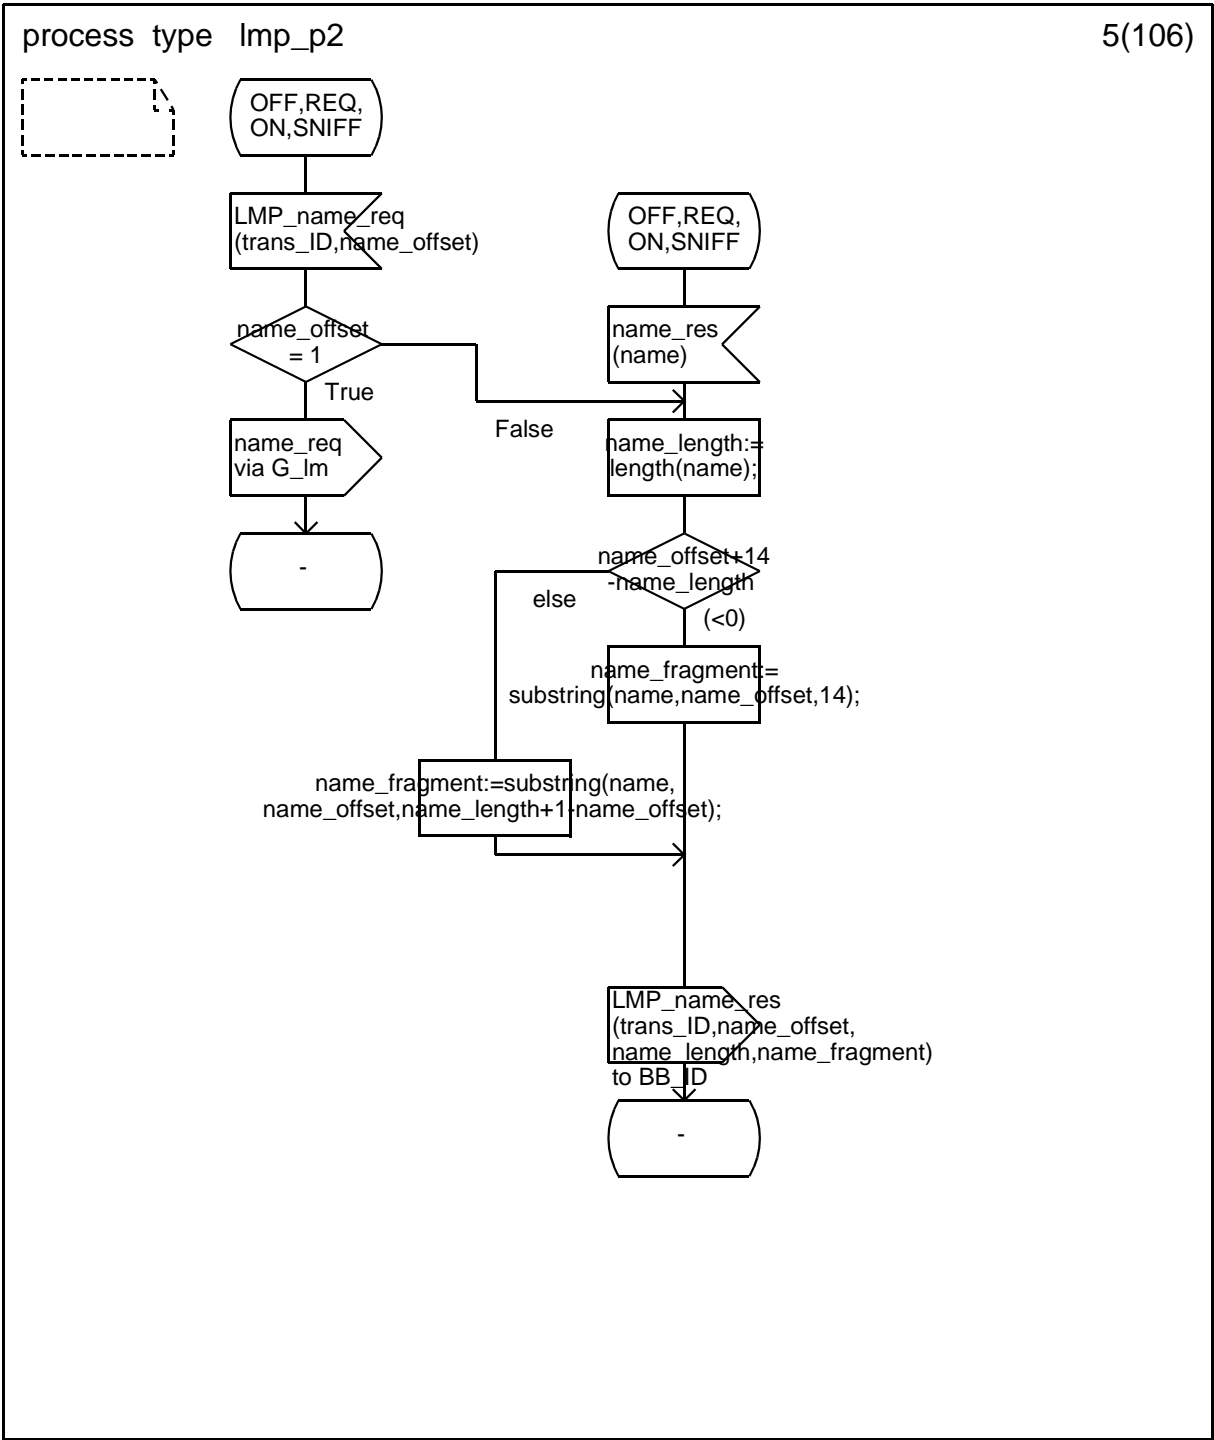 process type lmp_p2
5(106)
OFF,REQ,
ON,SNIFF
LMP_name_req
(trans_ID,name_offset)
name_offset
= 1
True
False
name_req
via G_lm
-
OFF,REQ,
ON,SNIFF
name_res
(name)
name_length:=
length(name);
name_offset+14
-name_length
else
(<0)
name_fragment:=
substring(name,name_offset,14);
name_fragment:=substring(name,
name_offset,name_length+1-name_offset);
LMP_name_res
(trans_ID,name_offset,
name_length,name_fragment)
to BB_ID
-